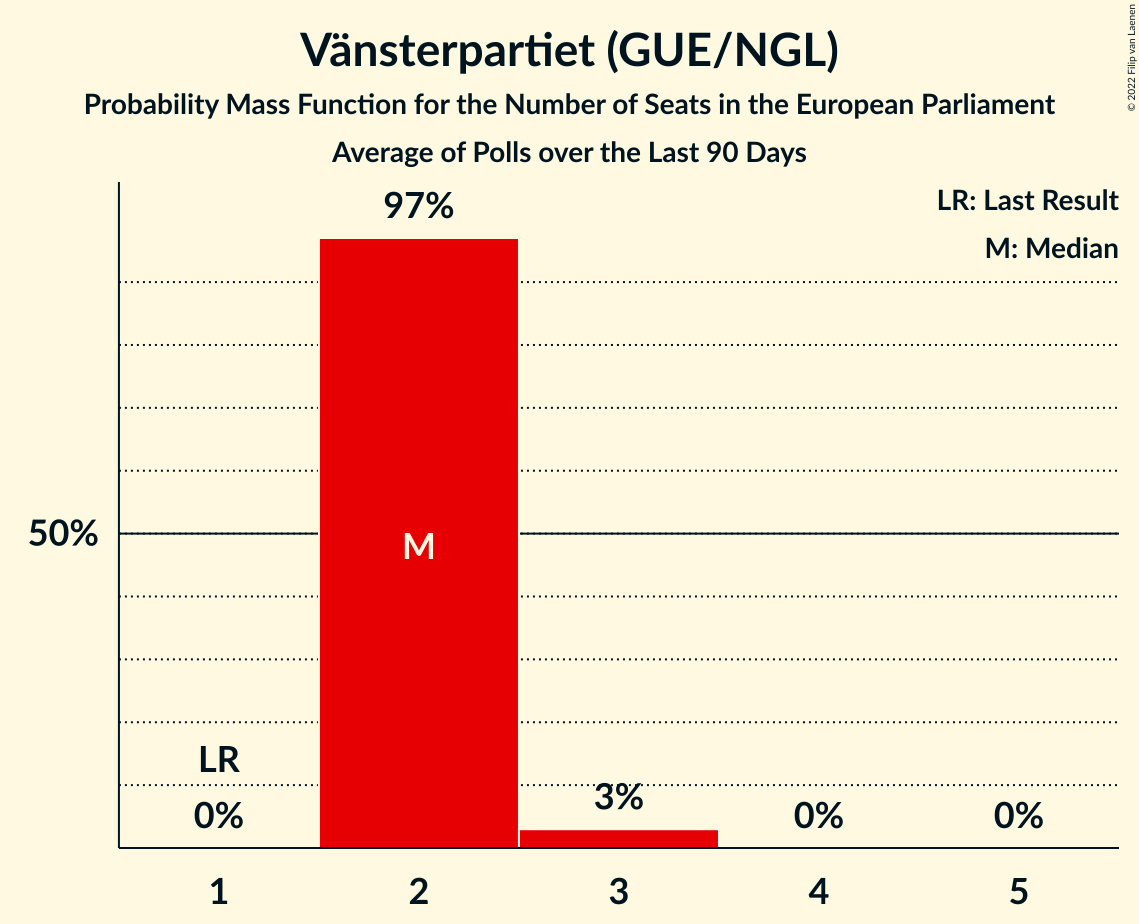 Vänsterpartiet (GUE/NGL)
Probability Mass Function for the Number of Seats in the European Parliament
Average of Polls over the Last 90 Days
© 2022 Filip van Laenen
LR: Last Result
M: Median
97%
50%
M
LR
0%
3%
0%
0%
1
2
3
4
5